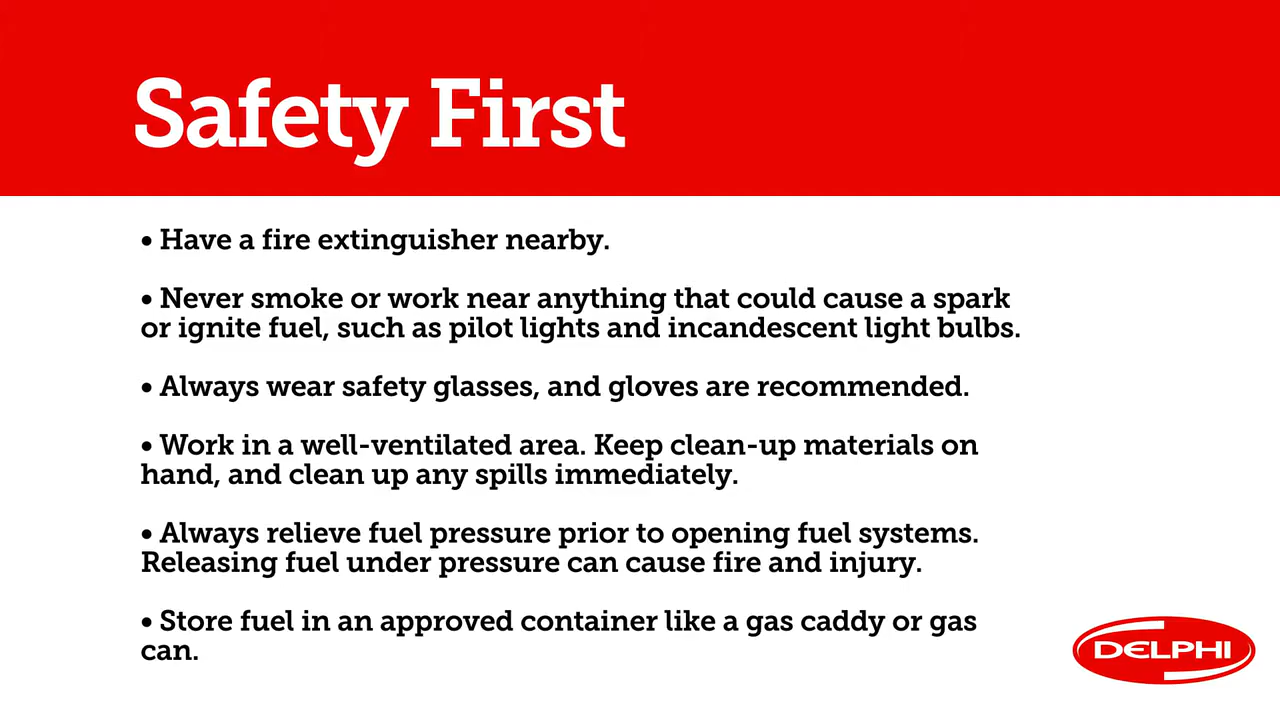 Safety First
• Have a fire extinguisher nearby.
• Never smoke or work near anything that could cause a spark
or ignite fuel, such as pilot lights and incandescent light bulbs.
• Always wear safety glasses, and gloves are recommended.
• Work in a well-ventilated area. Keep clean-up materials on
hand, and clean up any spills immediately.
• Always relieve fuel pressure prior to opening fuel systems.
Releasing fuel under pressure can cause fire and injury.
• Store fuel in an approved container like a gas caddy or gas
can.
DELPHI